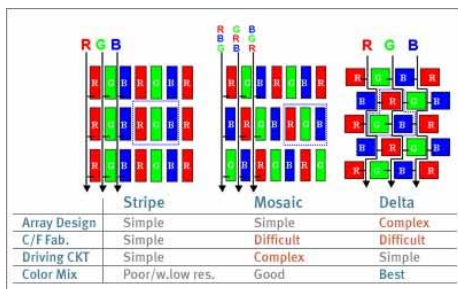 R G B
R G B
B R G
G B R
R G B
R G B R G B R
R G B R G B R
R G B R G B R
R G B R G B R
B R G B R G B
G B R G B R G
R G B R
B R G B
R G B R
B R G B
R G B R
Stripe Mosaic Delta
Array Design Simple Simple Complex
C/F Fab. Simple Difficult Difficult
Driving CKT Simple Complex Simple
Color Mix Poor/w.low res. Good Best